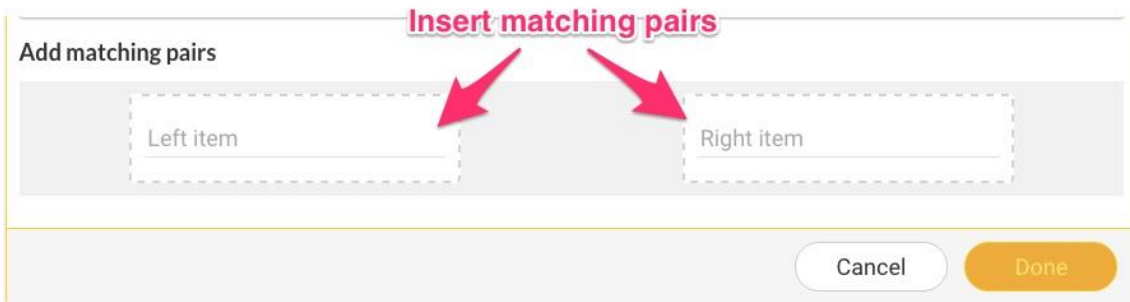 Insert matching pairs
Add matching pairs
Left item
Right item
Cancel
Done